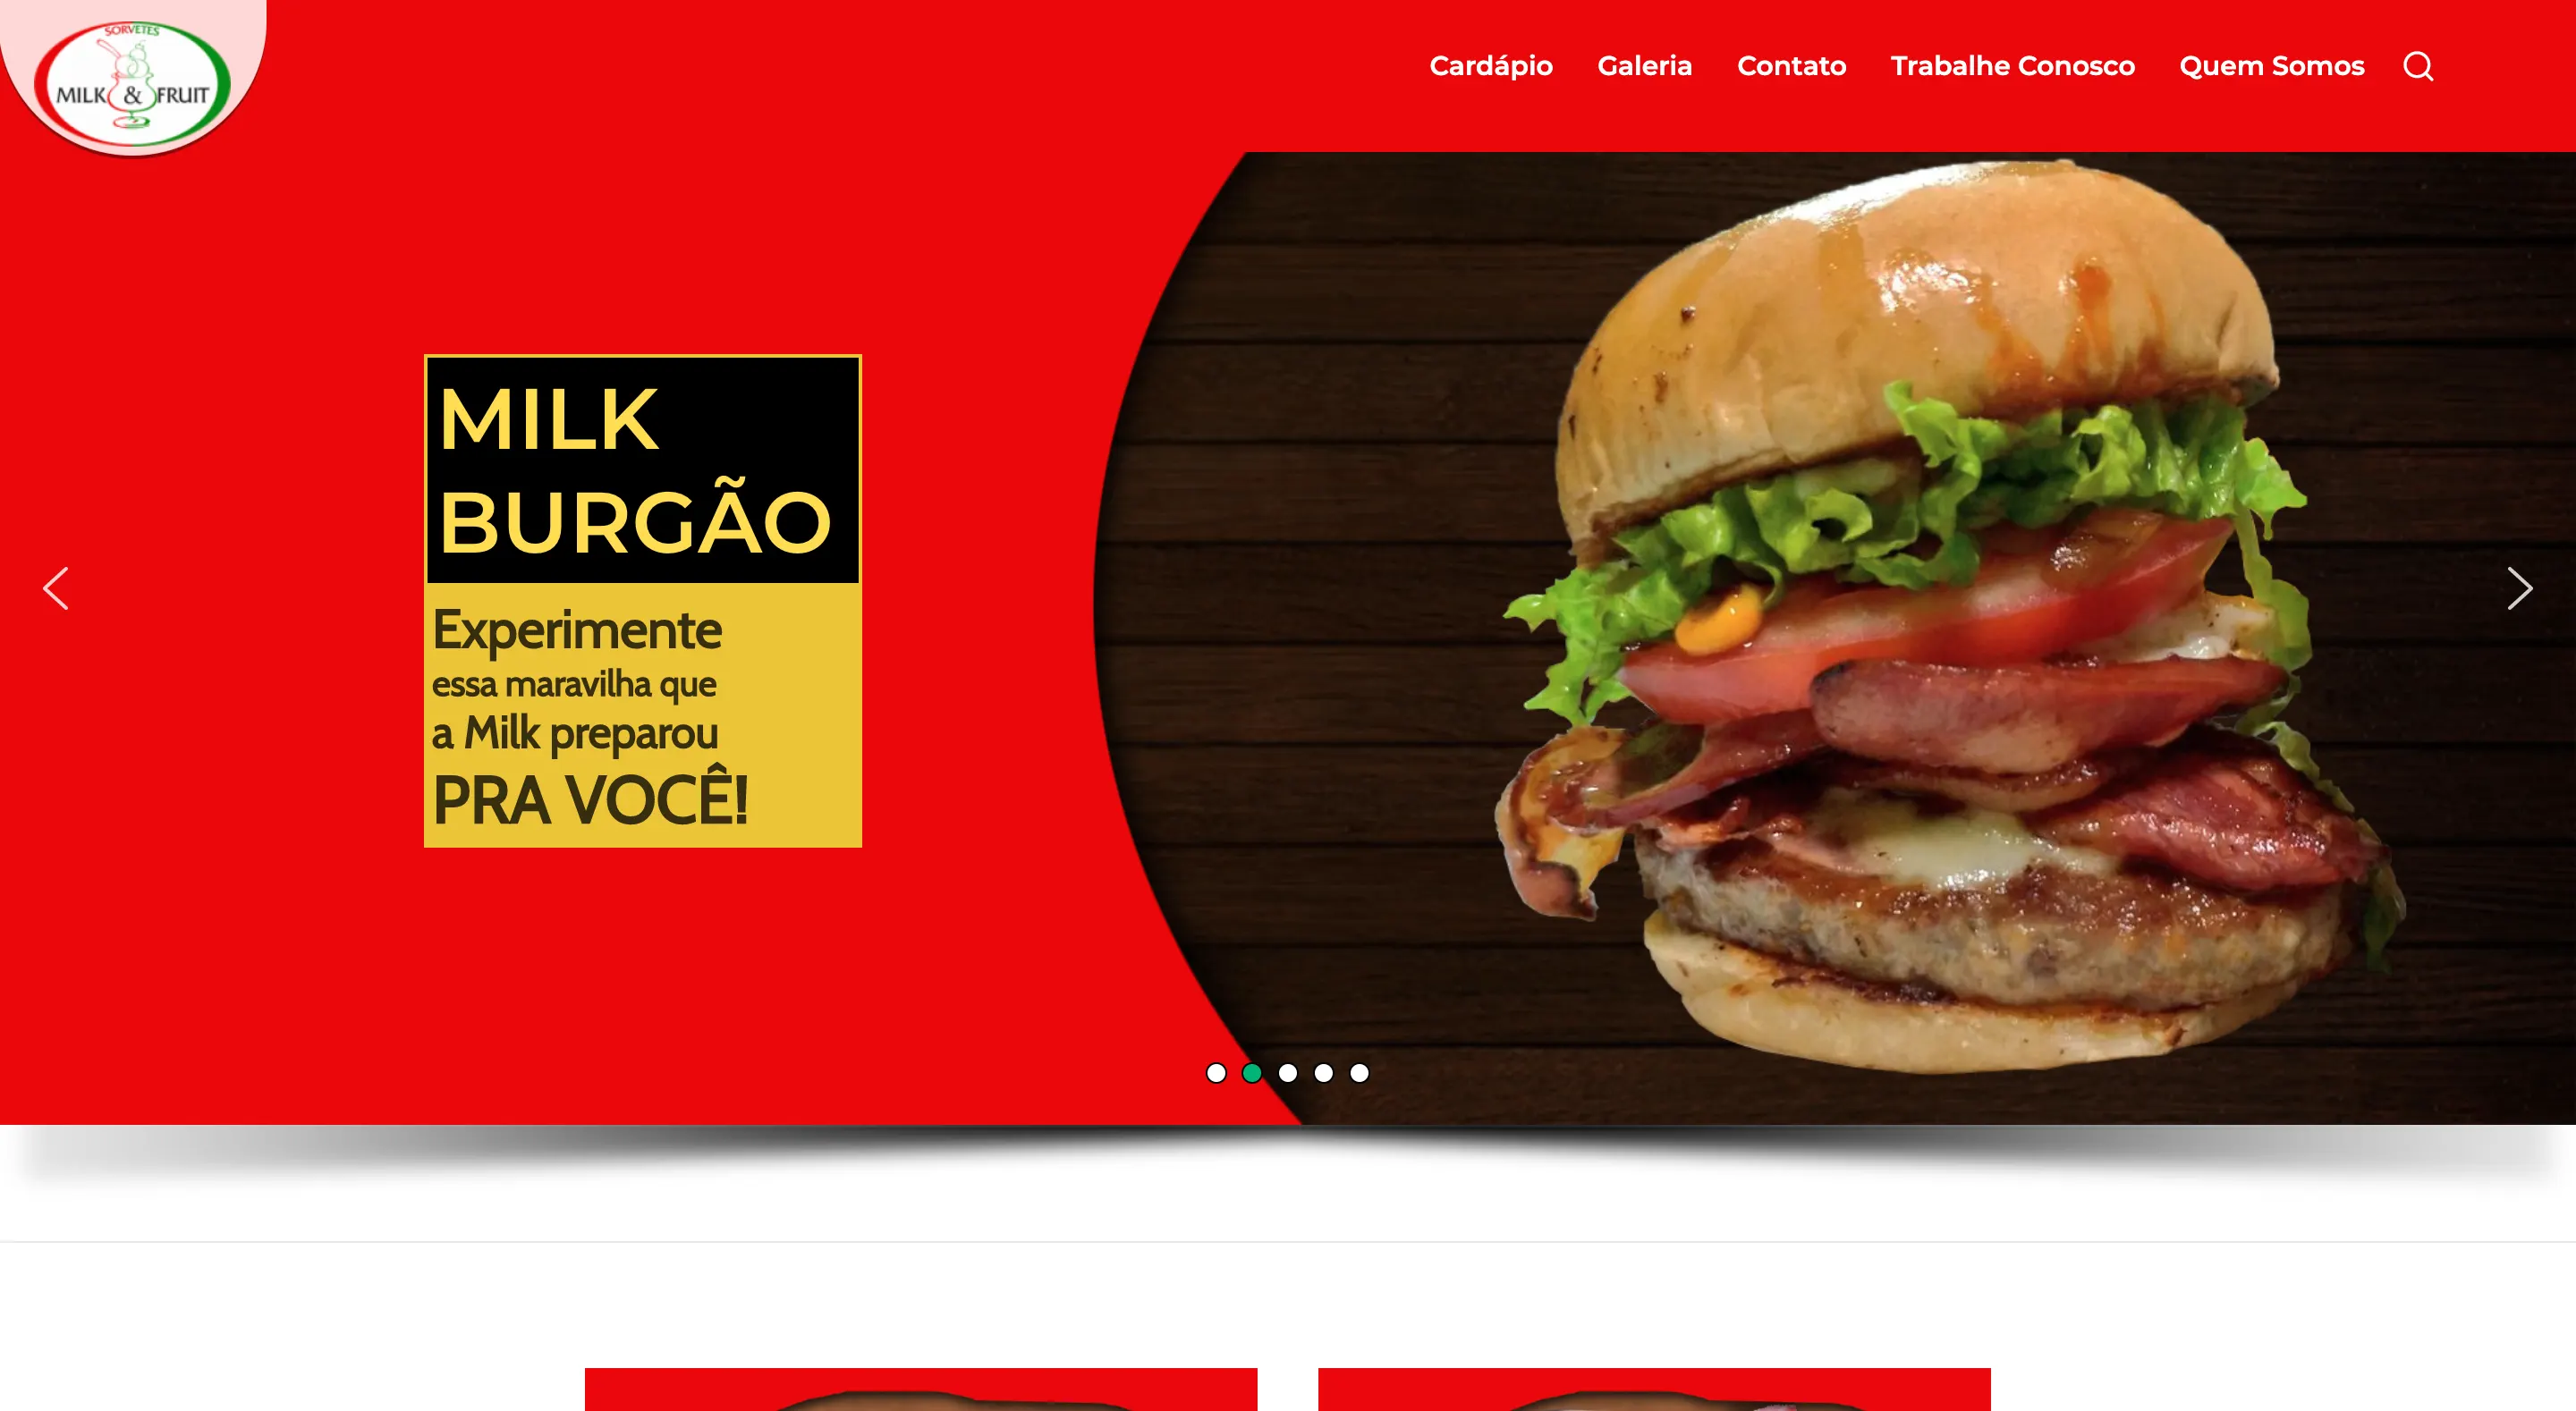 SORVETES
MILK & FRUIT
Cardápio Galeria Contato Trabalhe Conosco Quem Somos
MILK
BURGÃO
Experimente
essa maravilha que
a Milk preparou
PRA VOCÊ!